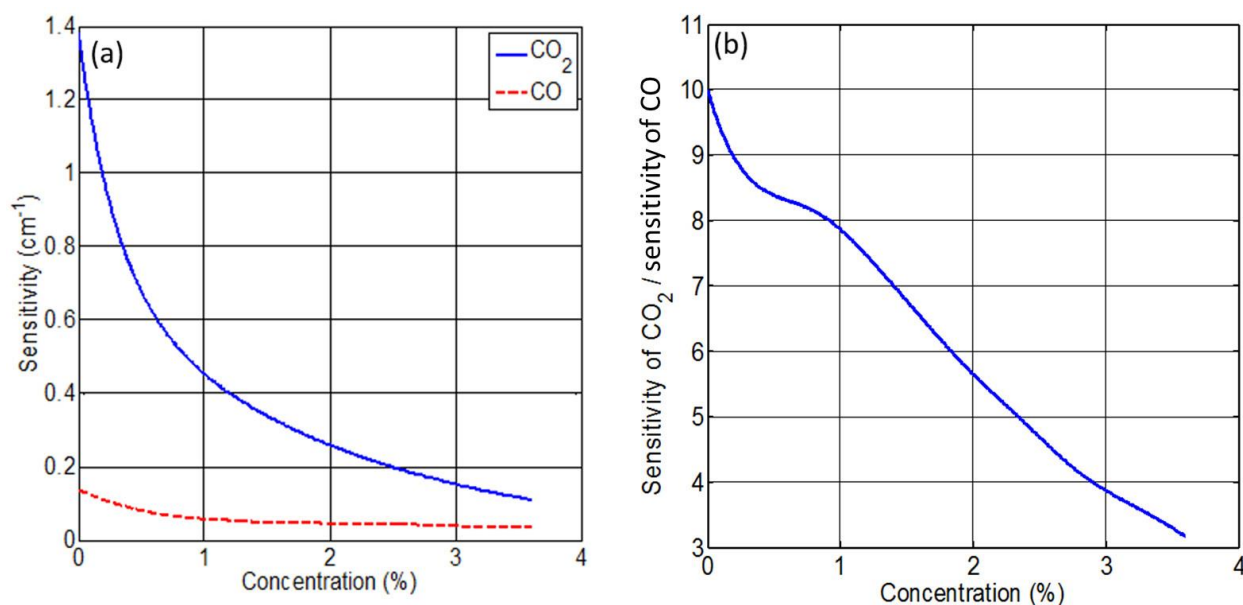 (a)
CO₂
CO
Sensitivity (cm⁻¹)
1.4
1.2
1
0.8
0.6
0.4
0.2
0
0 1 2 3 4
Concentration (%)
(b)
Sensitivity of CO₂ / sensitivity of CO
11
10
9
8
7
6
5
4
3
0 1 2 3 4
Concentration (%)